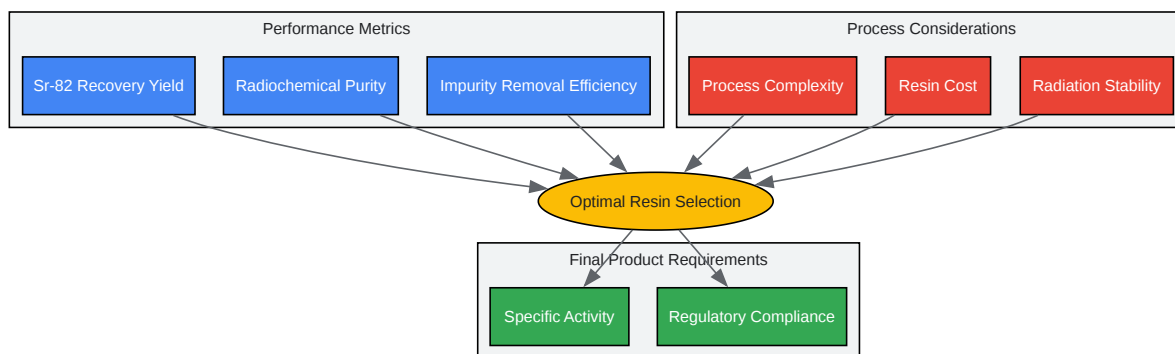 Performance Metrics
Process Considerations
Sr-82 Recovery Yield
Radiochemical Purity
Impurity Removal Efficiency
Process Complexity
Resin Cost
Radiation Stability
Optimal Resin Selection
Final Product Requirements
Specific Activity
Regulatory Compliance